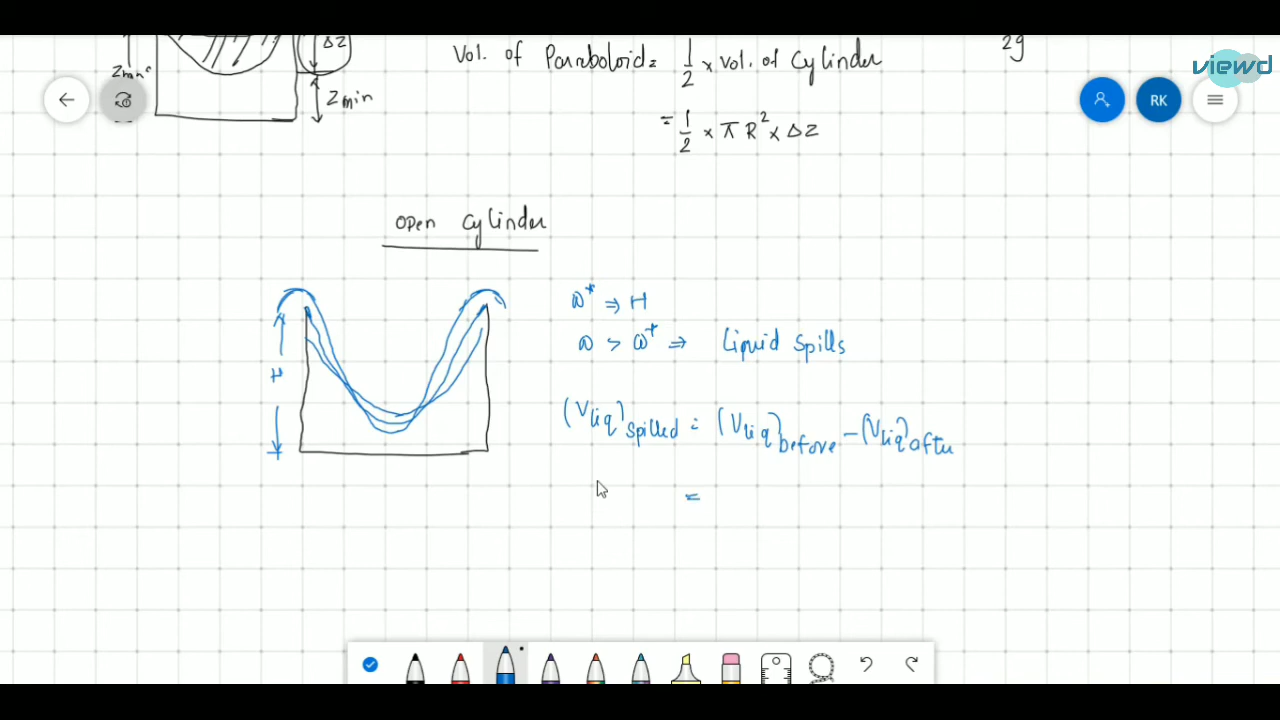 ΔZ
Vol. of Paraboloid = 1/2 × Vol. of Cylinder
2g
viewd
Zmin
RK
= 1/2 × π R² × ΔZ
Open Cylinder
ω* ⇒ H
ω > ω* ⇒ Liquid Spills
H
(Vliq)spilled = (Vliq)before - (Vliq)after
=